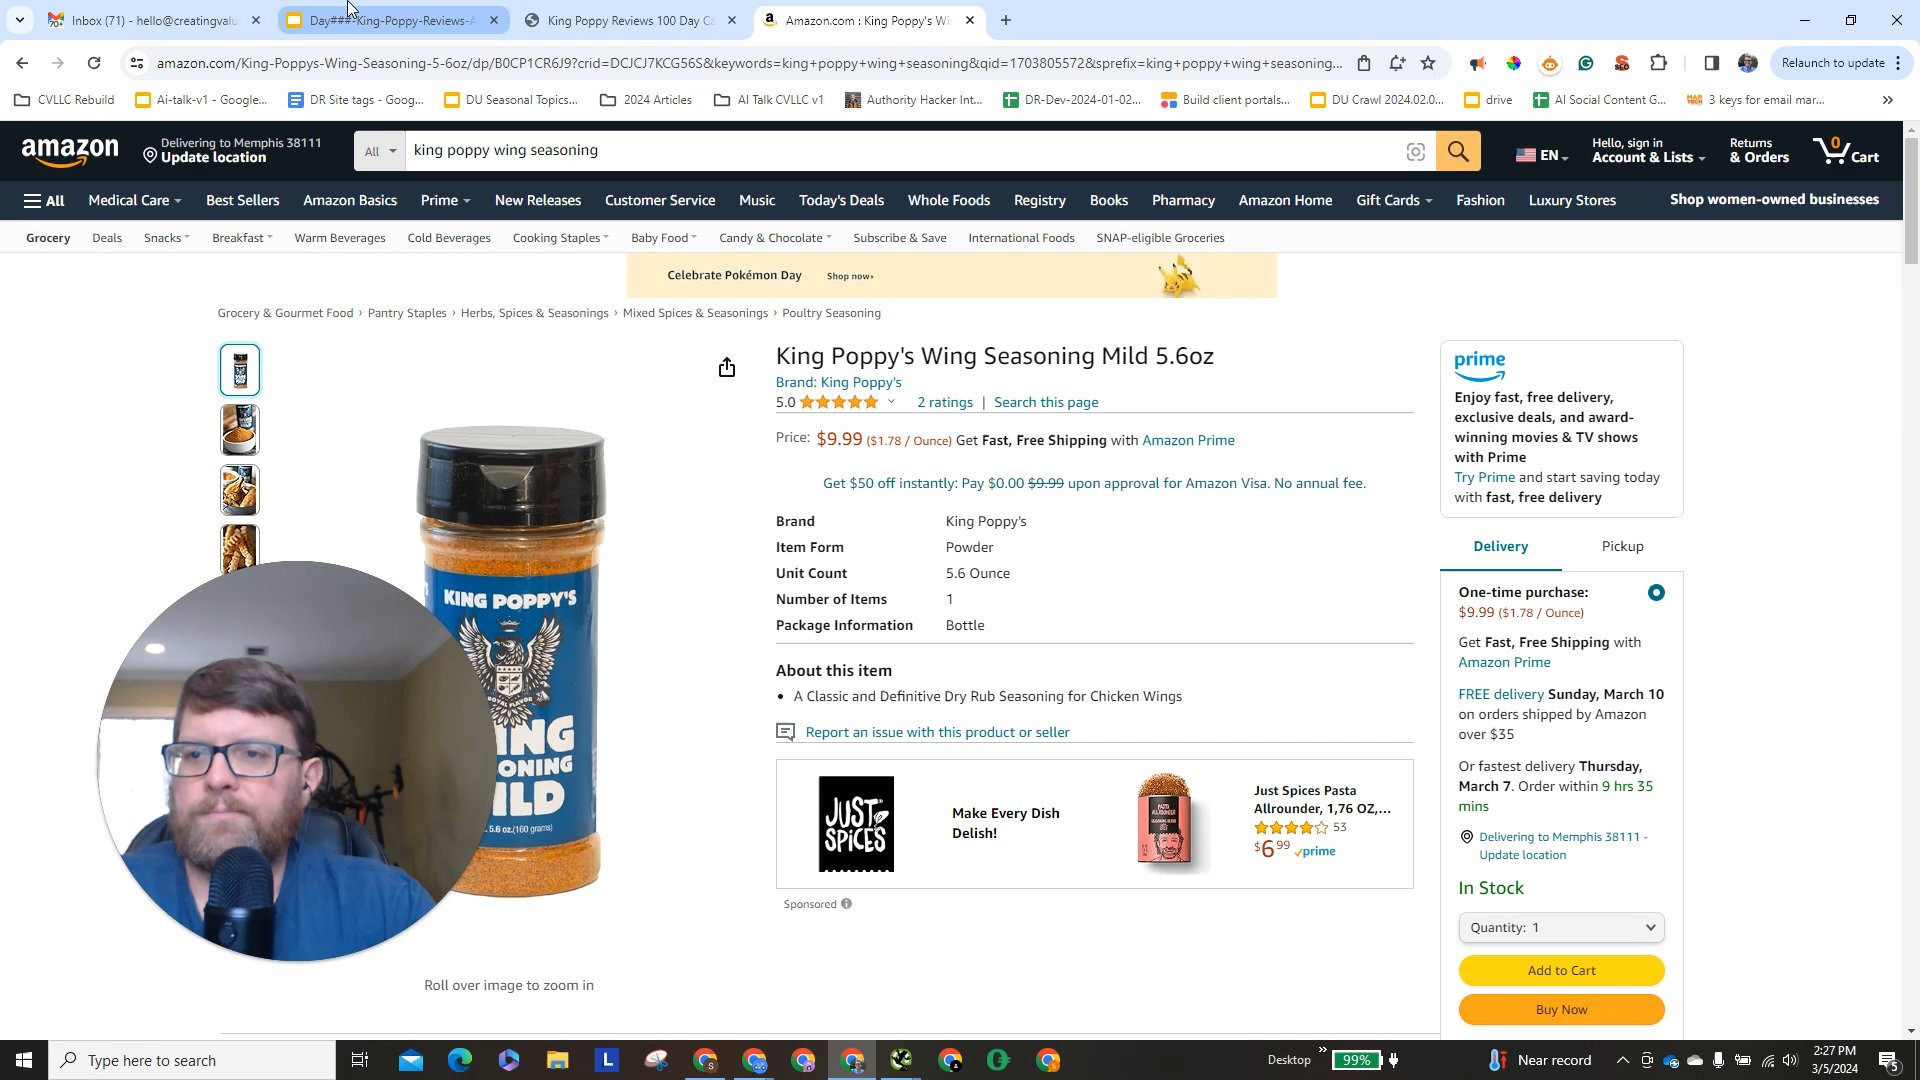 Inbox (71) - hello@creatingvalu
Day###-King-Poppy-Reviews-A
King Poppy Reviews 100 Day Ca
Amazon.com : King Poppy's Wi
amazon.com/King-Poppys-Wing-Seasoning-5-6oz/dp/B0CP1CR6J9?crid=DCJCJ7KCG56S&keywords=king+poppy+wing+seasoning&qid=1703805572&sprefix=king+poppy+wing+seasoning...
Relaunch to update
CVLLC Rebuild
Ai-talk-v1 - Google...
DR Site tags - Goog...
DU Seasonal Topics...
2024 Articles
AI Talk CVLLC v1
Authority Hacker Int...
DR-Dev-2024-01-02...
Build client portals...
DU Crawl 2024.02.0...
drive
AI Social Content G...
3 keys for email mar...
amazon
Delivering to Memphis 38111
Update location
All
king poppy wing seasoning
EN
Hello, sign in
Account & Lists
Returns
& Orders
0
Cart
All
Medical Care
Best Sellers
Amazon Basics
Prime
New Releases
Customer Service
Music
Today's Deals
Whole Foods
Registry
Books
Pharmacy
Amazon Home
Gift Cards
Fashion
Luxury Stores
Shop women-owned businesses
Grocery
Deals
Snacks
Breakfast
Warm Beverages
Cold Beverages
Cooking Staples
Baby Food
Candy & Chocolate
Subscribe & Save
International Foods
SNAP-eligible Groceries
Celebrate Pokémon Day
Shop now›
Grocery & Gourmet Food › Pantry Staples › Herbs, Spices & Seasonings › Mixed Spices & Seasonings › Poultry Seasoning
King Poppy's Wing Seasoning Mild 5.6oz
Brand: King Poppy's
5.0
2 ratings | Search this page
Price: $9.99 ($1.78 / Ounce) Get Fast, Free Shipping with Amazon Prime
Get $50 off instantly: Pay $0.00 $9.99 upon approval for Amazon Visa. No annual fee.
Brand King Poppy's
Item Form Powder
Unit Count 5.6 Ounce
Number of Items 1
Package Information Bottle
About this item
• A Classic and Definitive Dry Rub Seasoning for Chicken Wings
Report an issue with this product or seller
JUST
SPICES
Make Every Dish
Delish!
Just Spices Pasta
Allrounder, 1,76 OZ,...
53
$6 99 prime
Sponsored
KING POPPY'S
ING
ONING
ILD
5.6 oz.(160 grams)
Roll over image to zoom in
prime
Enjoy fast, free delivery,
exclusive deals, and award-
winning movies & TV shows
with Prime
Try Prime and start saving today
with fast, free delivery
Delivery
Pickup
One-time purchase:
$9.99 ($1.78 / Ounce)
Get Fast, Free Shipping with
Amazon Prime
FREE delivery Sunday, March 10
on orders shipped by Amazon
over $35
Or fastest delivery Thursday,
March 7. Order within 9 hrs 35
mins
Delivering to Memphis 38111 -
Update location
In Stock
Quantity: 1
Add to Cart
Buy Now
Type here to search
Desktop
99%
Near record
2:27 PM
3/5/2024
5